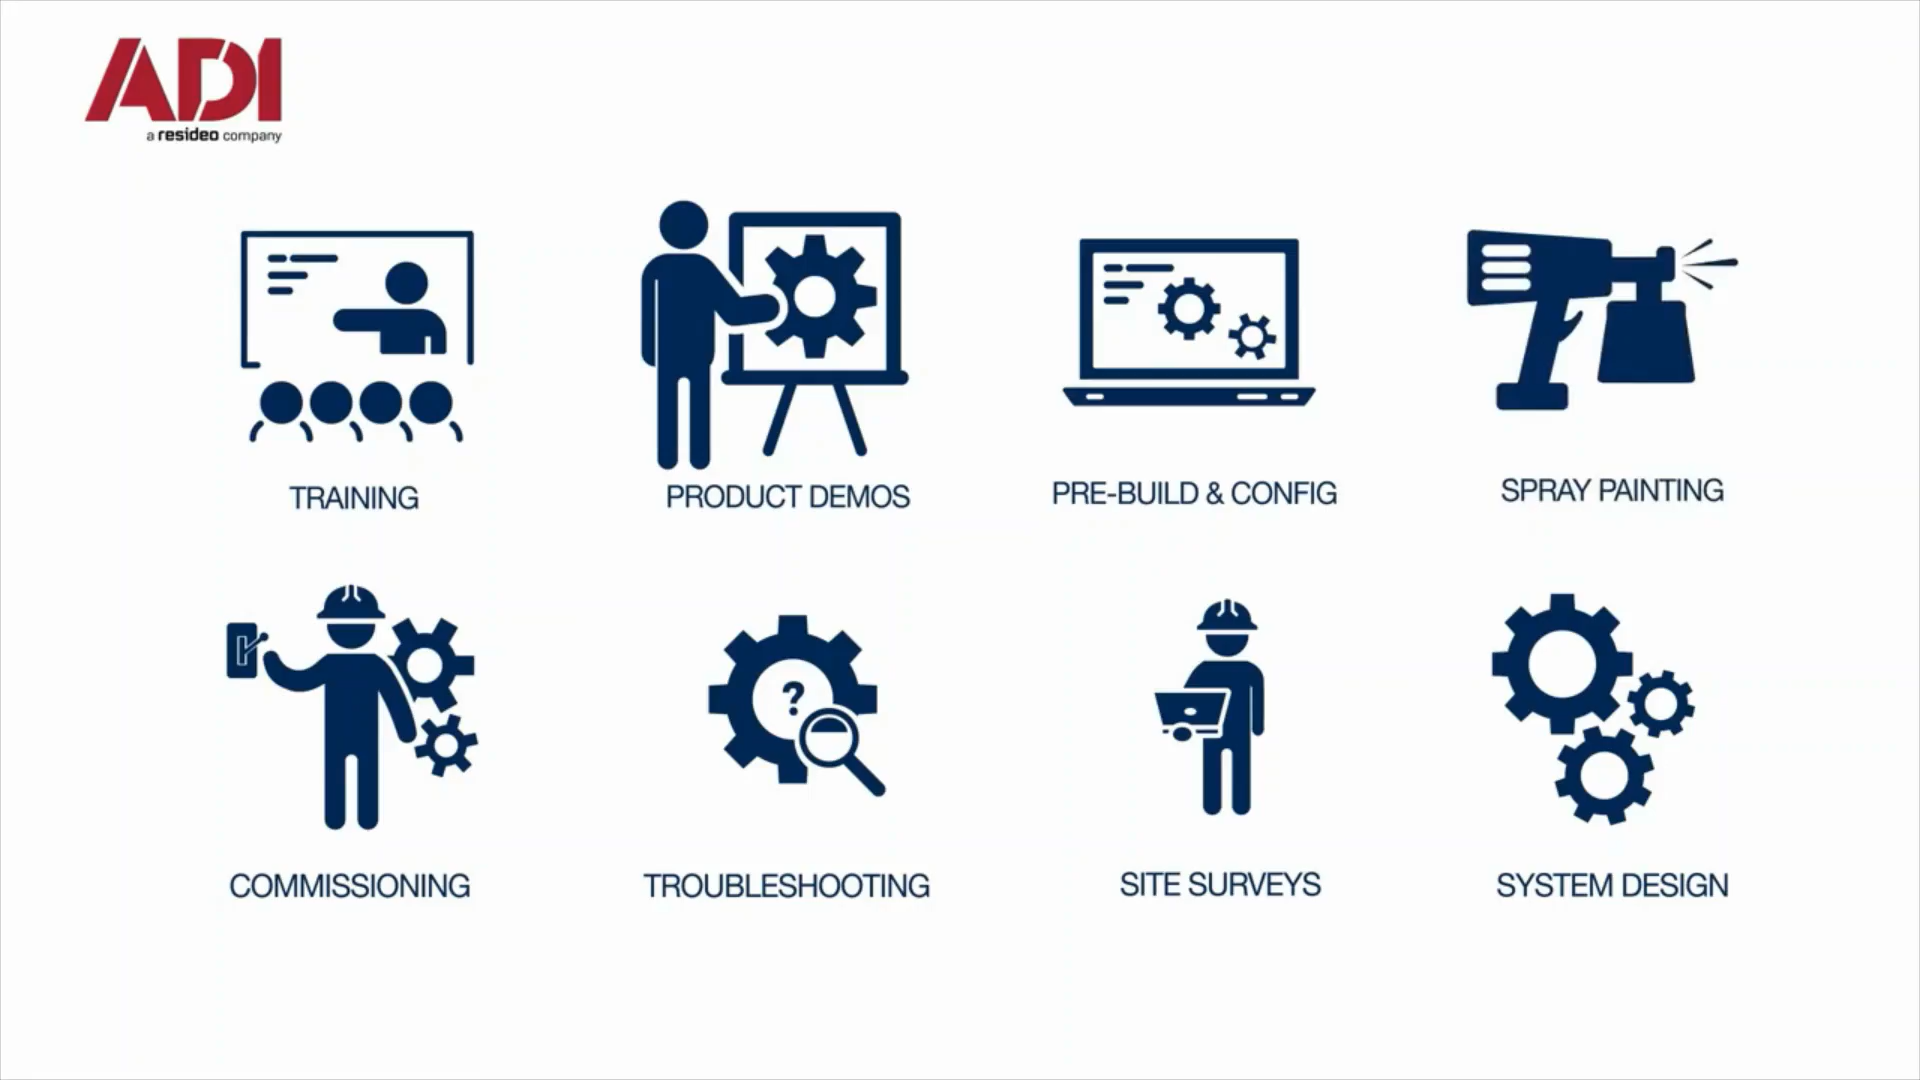 ADI
a resideo company
TRAINING
PRODUCT DEMOS
PRE-BUILD & CONFIG
SPRAY PAINTING
?
COMMISSIONING
TROUBLESHOOTING
SITE SURVEYS
SYSTEM DESIGN